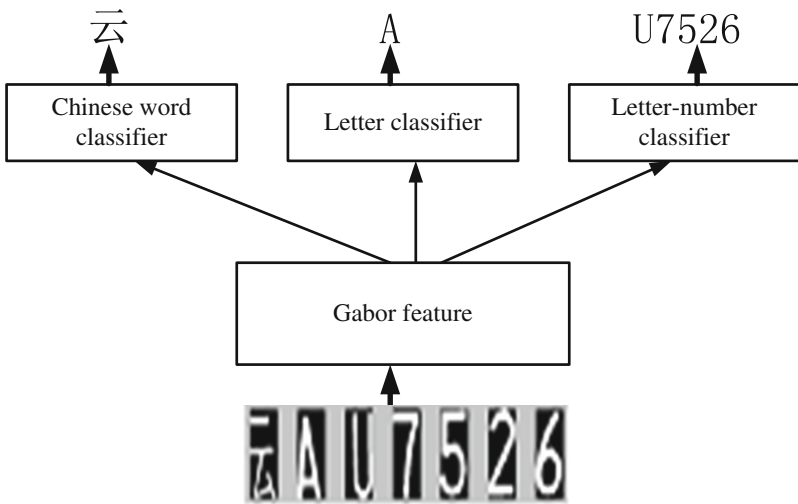 云 A U7526
Chinese word classifier
Letter classifier
Letter-number classifier
Gabor feature
云AU7526